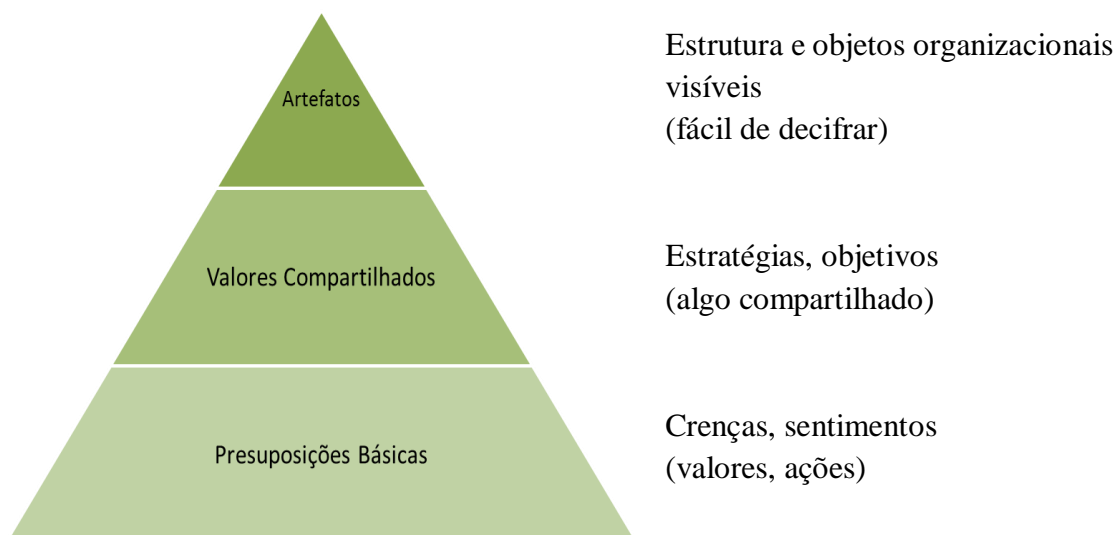 Artefatos
Estrutura e objetos organizacionais
visíveis
(fácil de decifrar)
Valores Compartilhados
Estratégias, objetivos
(algo compartilhado)
Presuposições Básicas
Crenças, sentimentos
(valores, ações)